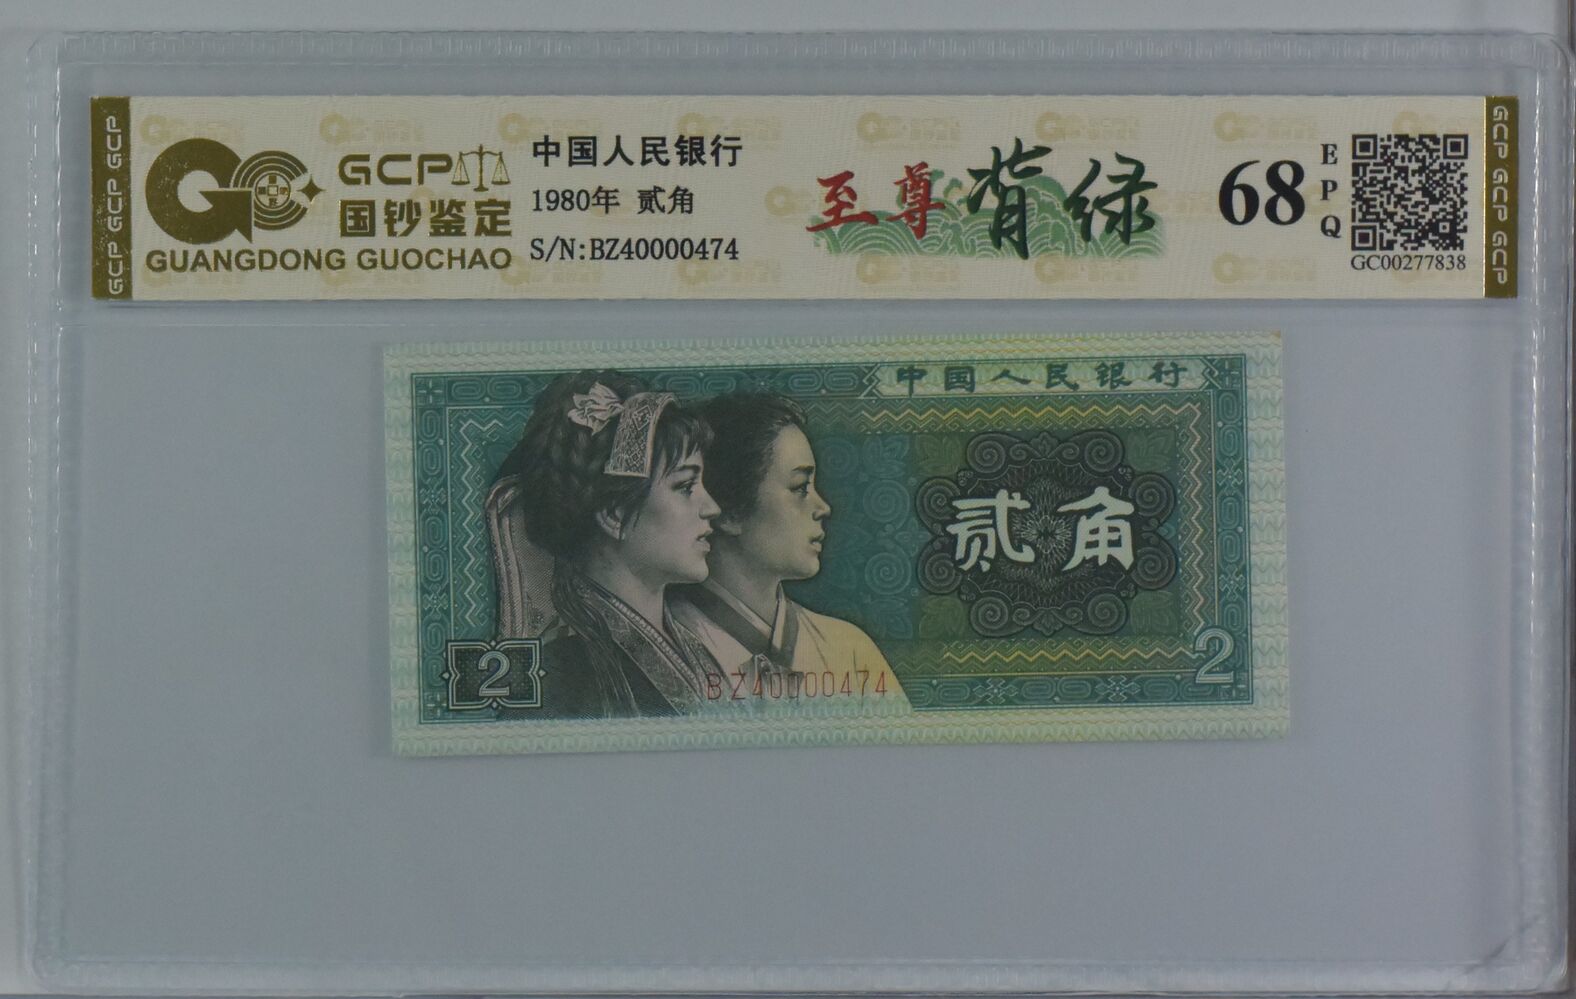 GCP GCP GCP
GCP
国钞鉴定
GUANGDONG GUOCHAO
中国人民银行
1980年 贰角
S/N:BZ40000474
至尊背绿
68
EPQ
GC00277838
GCP GCP GCP
中国人民银行
贰角
2
2
BZ40000474